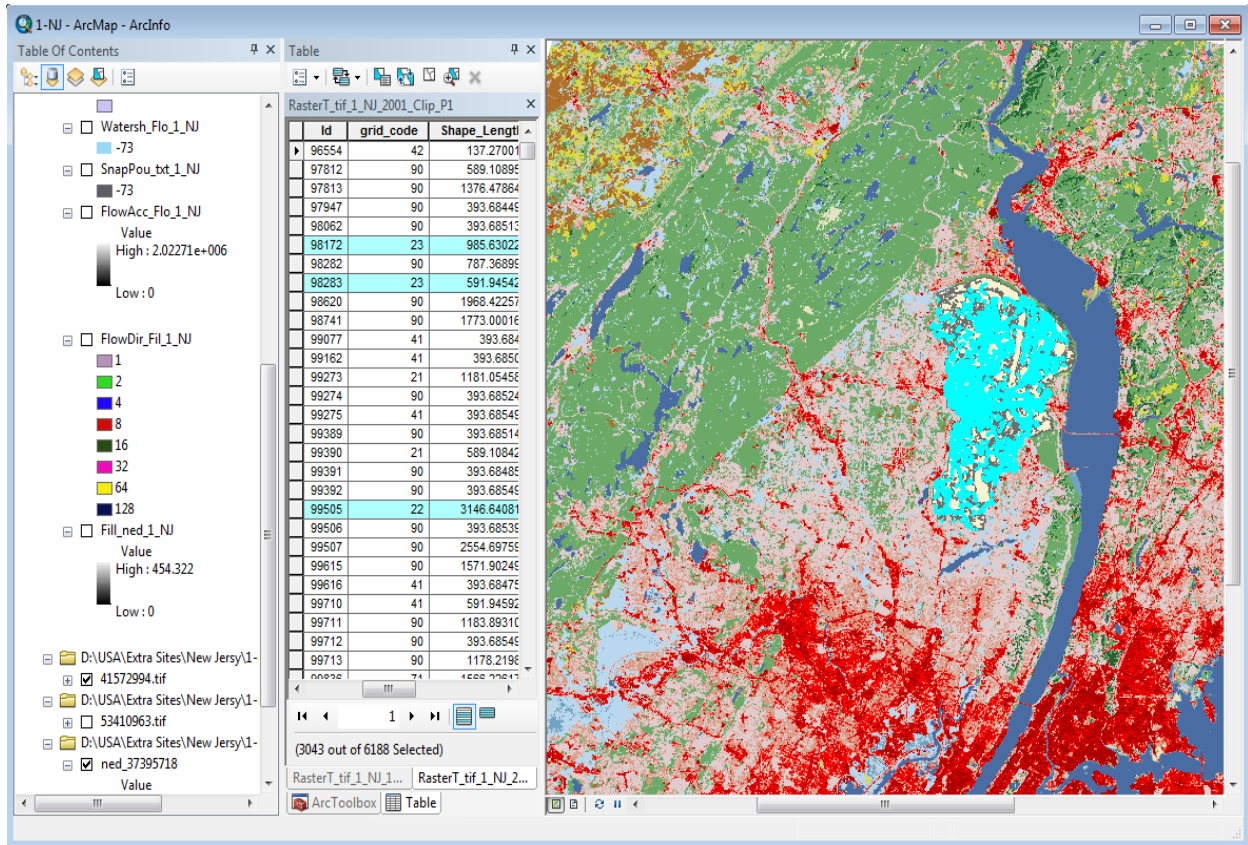 1-NJ - ArcMap - ArcInfo
Table Of Contents
Watersh_Flo_1_NJ
-73
SnapPou_txt_1_NJ
-73
FlowAcc_Flo_1_NJ
Value
High : 2.02271e+006
Low : 0
FlowDir_Fil_1_NJ
1
2
4
8
16
32
64
128
Fill_ned_1_NJ
Value
High : 454.322
Low : 0
D:\USA\Extra Sites\New Jersy\1-
41572994.tif
D:\USA\Extra Sites\New Jersy\1-
53410963.tif
D:\USA\Extra Sites\New Jersy\1-
ned_37395718
Value
Table
RasterT_tif_1_NJ_2001_Clip_P1
Id grid_code Shape_Lengtl
96554 42 137.27001
97812 90 589.10895
97813 90 1376.47864
97947 90 393.68449
98062 90 393.68513
98172 23 985.63022
98282 90 787.36899
98283 23 591.94542
98620 90 1968.42257
98741 90 1773.00016
99077 41 393.684
99162 41 393.6850
99273 21 1181.05458
99274 90 393.68524
99275 41 393.68549
99389 90 393.68514
99390 21 589.10842
99391 90 393.68485
99392 90 393.68549
99505 22 3146.64081
99506 90 393.68539
99507 90 2554.69759
99615 90 1571.90249
99616 41 393.68475
99710 41 591.94592
99711 90 1183.89310
99712 90 393.68549
99713 90 1178.2198
1
(3043 out of 6188 Selected)
RasterT_tif_1_NJ_1... RasterT_tif_1_NJ_2...
ArcToolbox Table